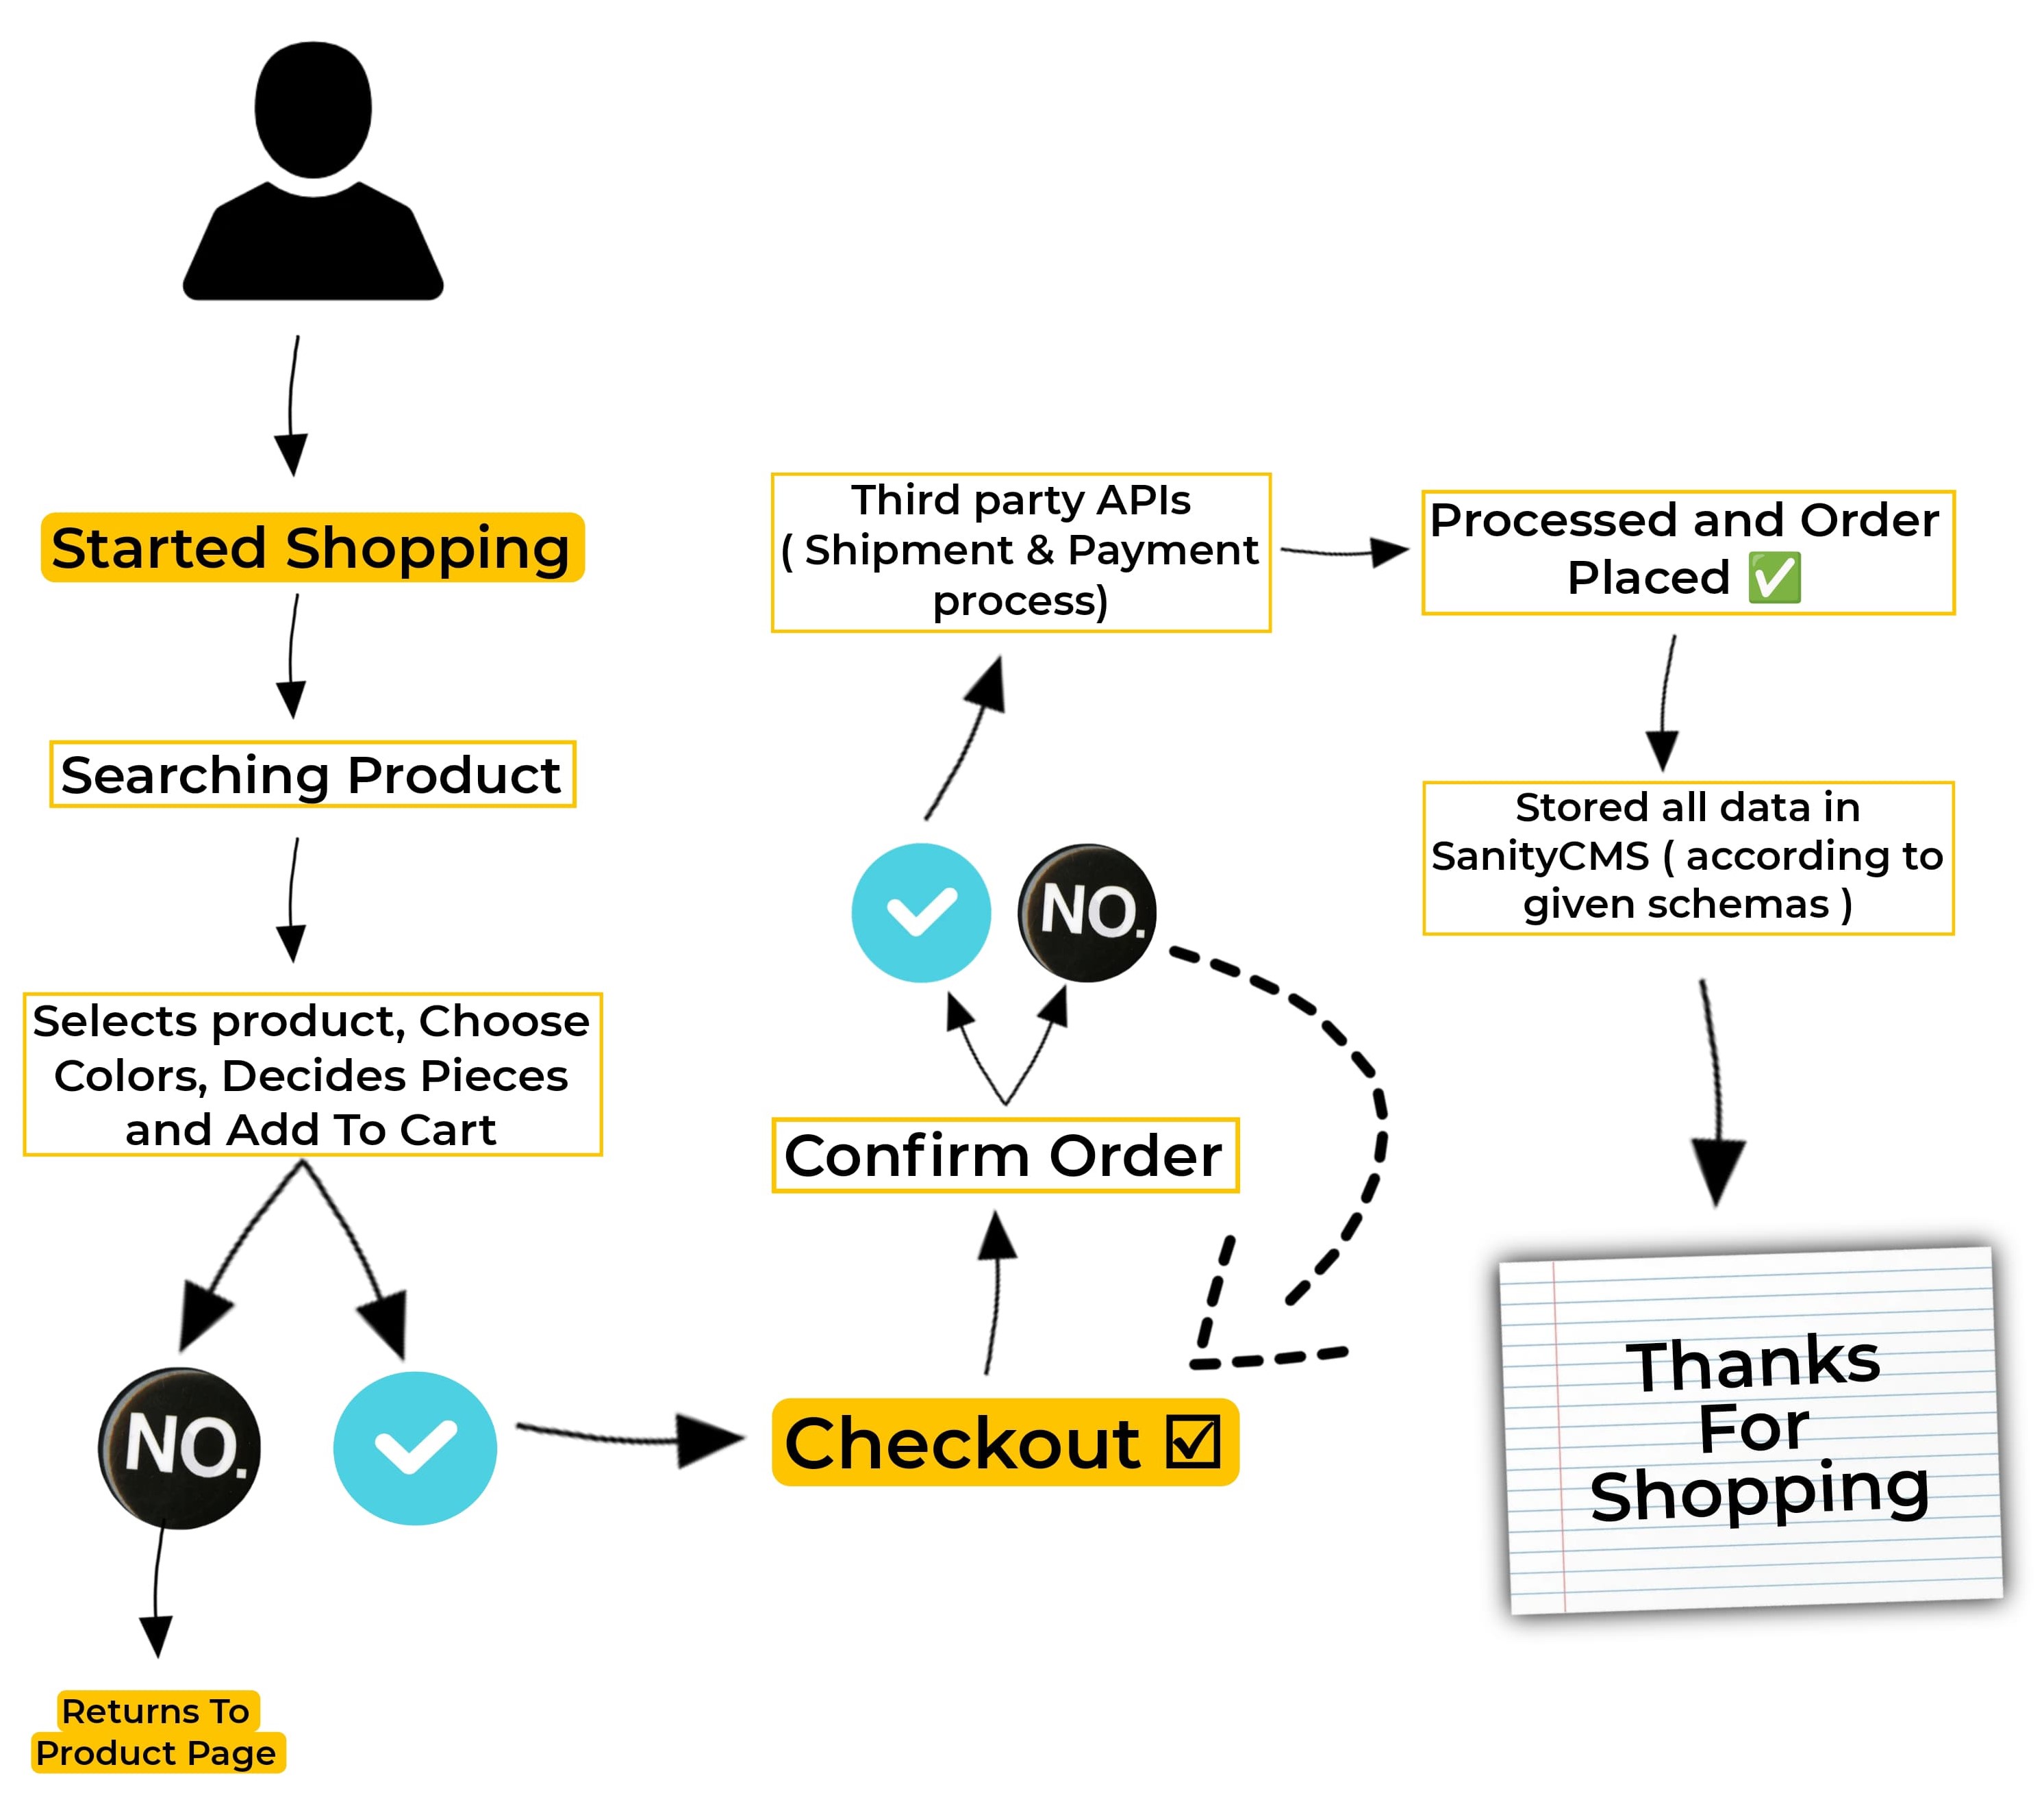 Started Shopping
Searching Product
Selects product, Choose
Colors, Decides Pieces
and Add To Cart
NO.
Returns To
Product Page
Checkout ☑
Confirm Order
NO.
Third party APIs
( Shipment & Payment
process)
Processed and Order
Placed ✅
Stored all data in
SanityCMS ( according to
given schemas )
Thanks
For
Shopping